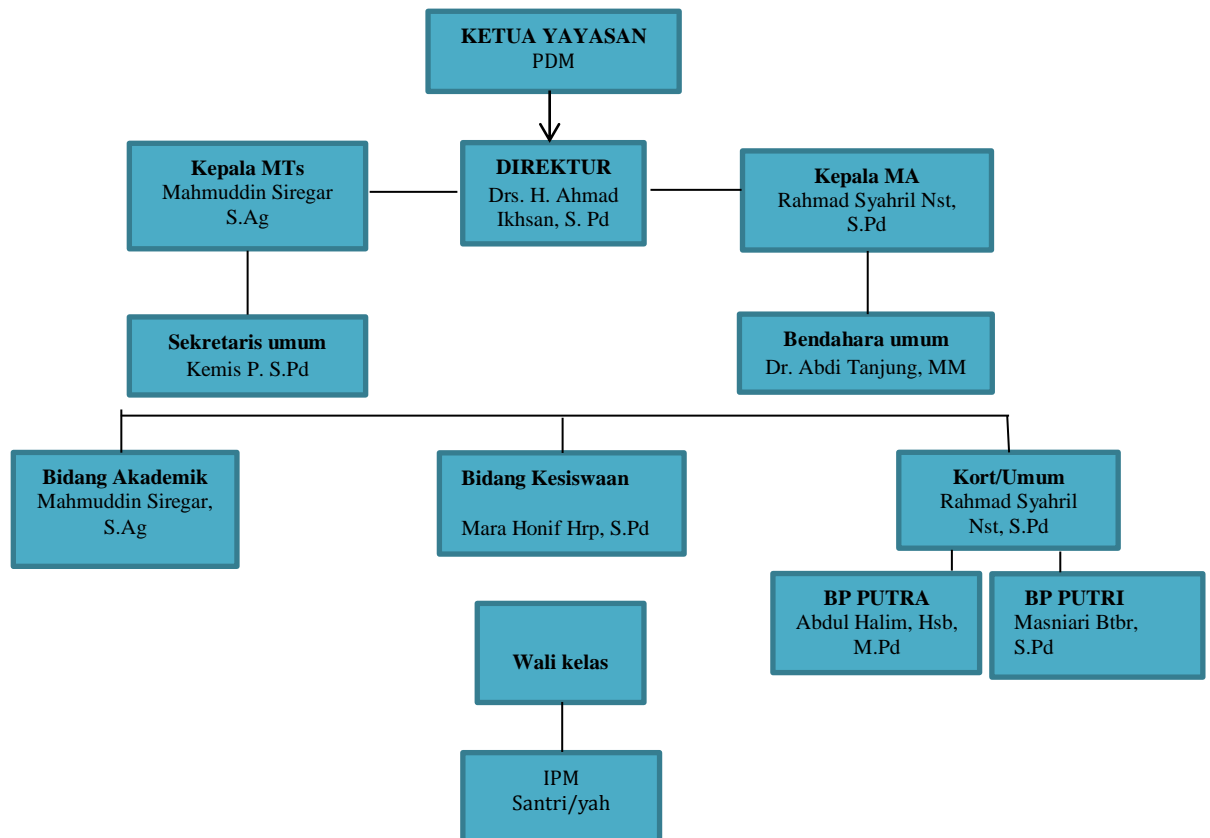 KETUA YAYASAN
PDM
Kepala MTs
Mahmuddin Siregar
S.Ag
DIREKTUR
Drs. H. Ahmad
Ikhsan, S. Pd
Kepala MA
Rahmad Syahril Nst,
S.Pd
Sekretaris umum
Kemis P. S.Pd
Bendahara umum
Dr. Abdi Tanjung, MM
Bidang Akademik
Mahmuddin Siregar,
S.Ag
Bidang Kesiswaan
Mara Honif Hrp, S.Pd
Kort/Umum
Rahmad Syahril
Nst, S.Pd
BP PUTRA
Abdul Halim, Hsb,
M.Pd
BP PUTRI
Masniari Btbr,
S.Pd
Wali kelas
IPM
Santri/yah